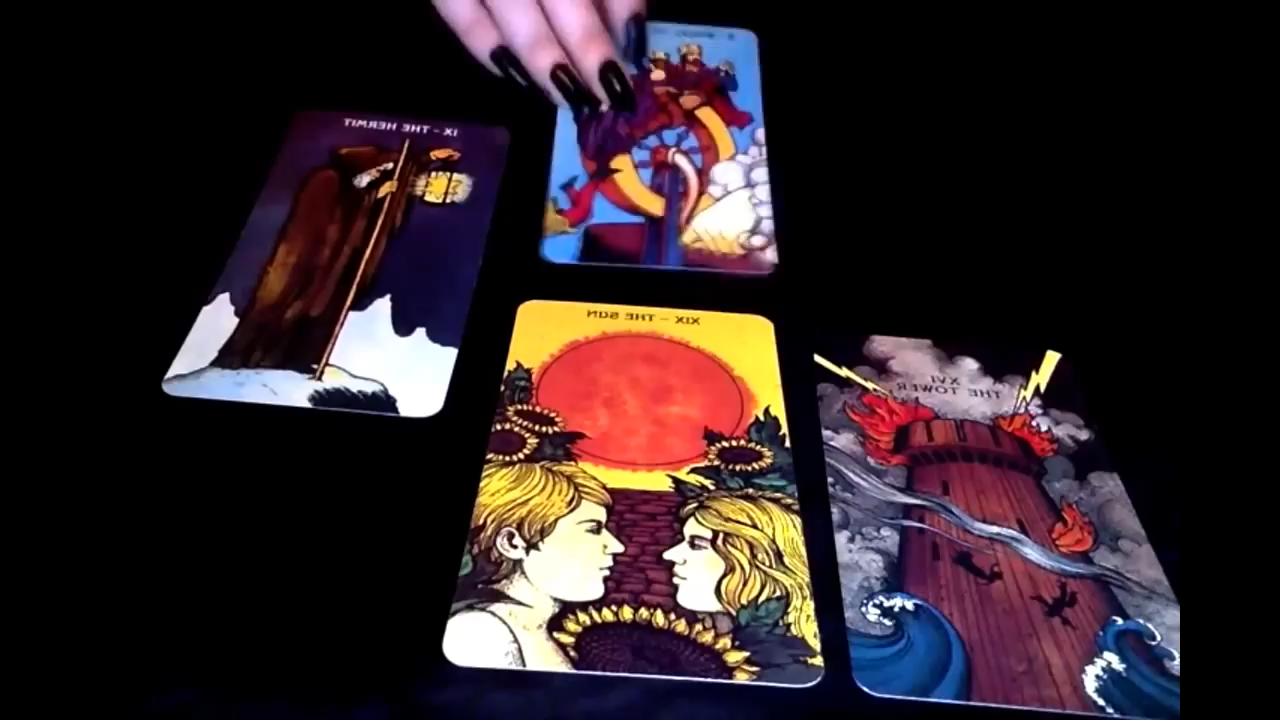 IX - THE HERMIT
XIX - THE SUN
XVI
THE TOWER